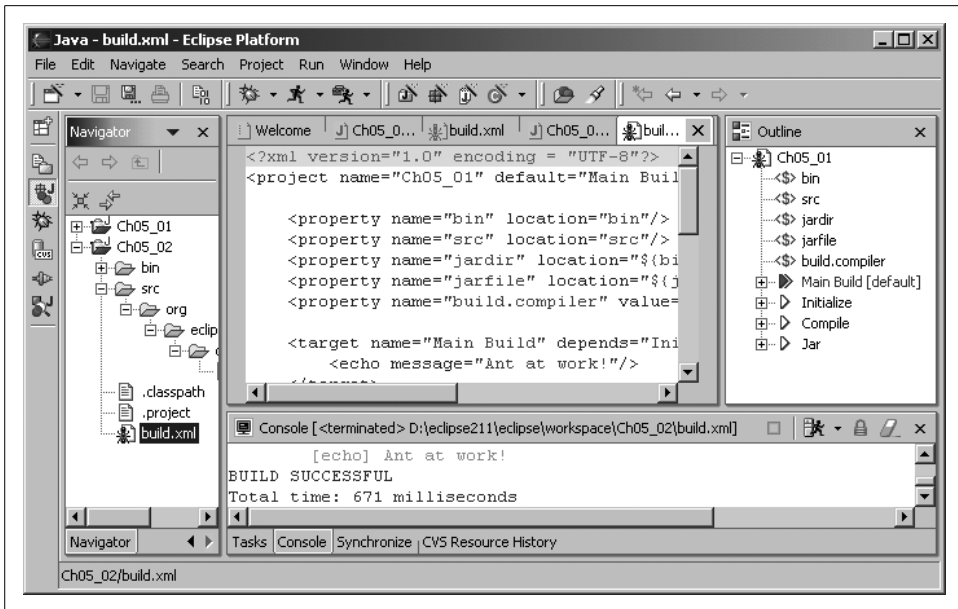 Java - build.xml - Eclipse Platform
File Edit Navigate Search Project Run Window Help
Navigator
Ch05_01
Ch05_02
bin
src
org
eclip
.classpath
.project
build.xml
Navigator
Welcome
Ch05_0...
build.xml
Ch05_0...
buil...
<?xml version="1.0" encoding = "UTF-8"?>
<project name="Ch05_01" default="Main Buil
<property name="bin" location="bin"/>
<property name="src" location="src"/>
<property name="jardir" location="${bi
<property name="jarfile" location="${j
<property name="build.compiler" value=
<target name="Main Build" depends="Ini
<echo message="Ant at work!"/>
Outline
Ch05_01
<$> bin
<$> src
<$> jardir
<$> jarfile
<$> build.compiler
Main Build [default]
Initialize
Compile
Jar
Console [<terminated> D:\eclipse211\eclipse\workspace\Ch05_02\build.xml]
[echo] Ant at work!
BUILD SUCCESSFUL
Total time: 671 milliseconds
Tasks Console Synchronize CVS Resource History
Ch05_02/build.xml